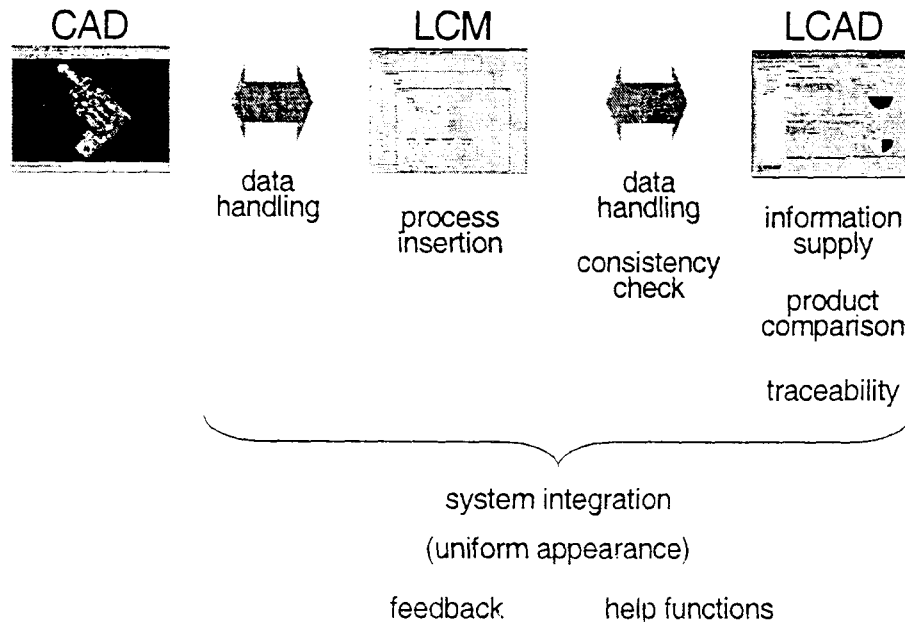 CAD
LCM
LCAD
data
handling
process
insertion
data
handling
consistency
check
information
supply
product
comparison
traceability
system integration
(uniform appearance)
feedback
help functions